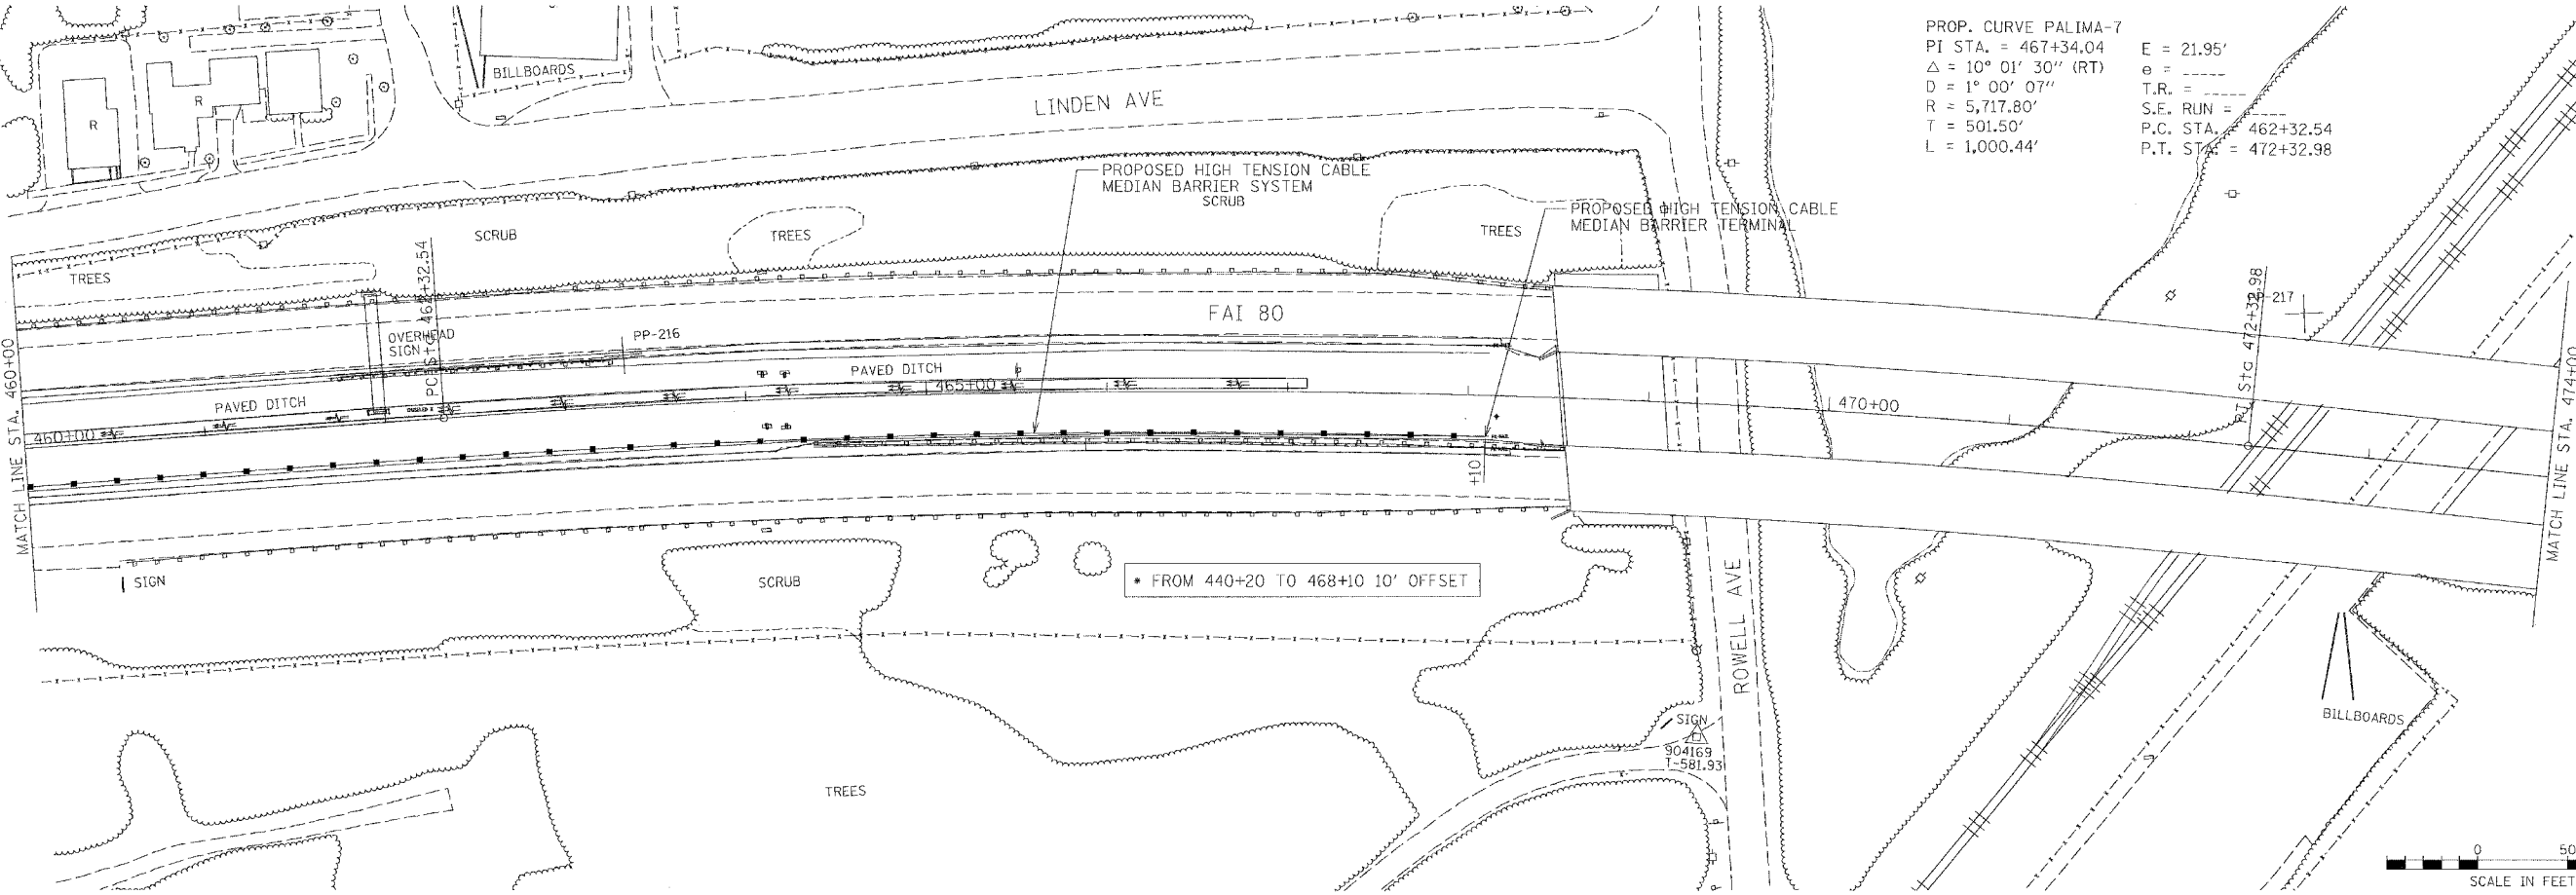 PROP. CURVE PALIMA-7
PI STA. = 467+34.04
△ = 10° 01' 30" (RT)
D = 1° 00' 07"
R = 5,717.80'
T = 501.50'
L = 1,000.44'
E = 21.95'
e = _____
T.R. = _____
S.E. RUN = _____
P.C. STA. = 462+32.54
P.T. STA. = 472+32.98
BILLBOARDS
R
R
LINDEN AVE
PROPOSED HIGH TENSION CABLE
MEDIAN BARRIER SYSTEM
SCRUB
PROPOSED HIGH TENSION CABLE
MEDIAN BARRIER TERMINAL
SCRUB
TREES
TREES
TREES
FAI 80
OVERHEAD
SIGN
PC Sta 462+32.54
PP-216
PP-217
PT Sta 472+32.98
PAVED DITCH
PAVED DITCH
460+00
465+00
470+00
+10
MATCH LINE STA. 460+00
MATCH LINE STA. 474+00
SIGN
SCRUB
* FROM 440+20 TO 468+10 10' OFFSET
ROWELL AVE
SIGN
904169
T-581.93
BILLBOARDS
TREES
0 50
SCALE IN FEET